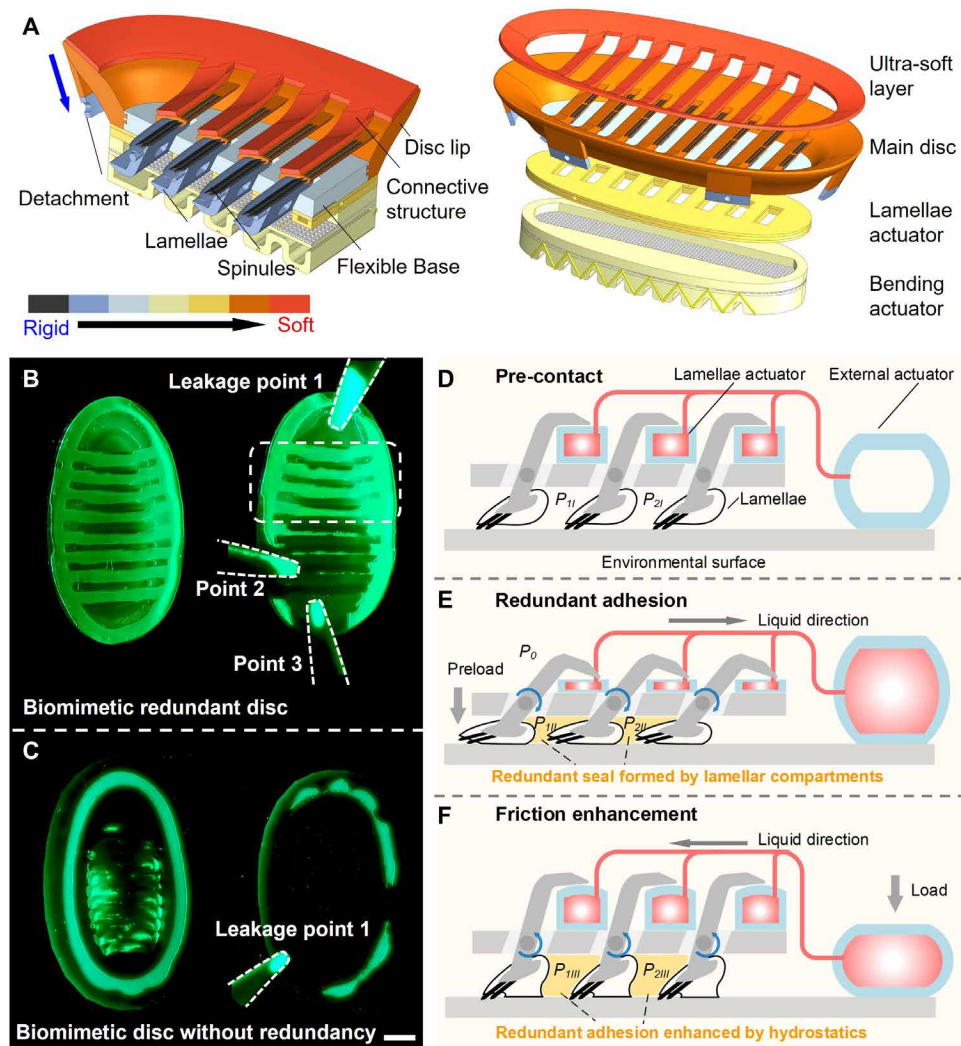 A
Ultra-soft
layer
Disc lip
Main disc
Detachment
Connective
structure
Lamellae
Lamellae
actuator
Spinules
Flexible Base
Bending
actuator
Rigid
Soft
B
Leakage point 1
Point 2
Point 3
Biomimetic redundant disc
C
Leakage point 1
Biomimetic disc without redundancy
D
Pre-contact
Lamellae actuator
External actuator
P1I
P2I
Lamellae
Environmental surface
E
Redundant adhesion
Liquid direction
P0
Preload
P1II
P2II
Redundant seal formed by lamellar compartments
F
Friction enhancement
Liquid direction
Load
P1III
P2III
Redundant adhesion enhanced by hydrostatics